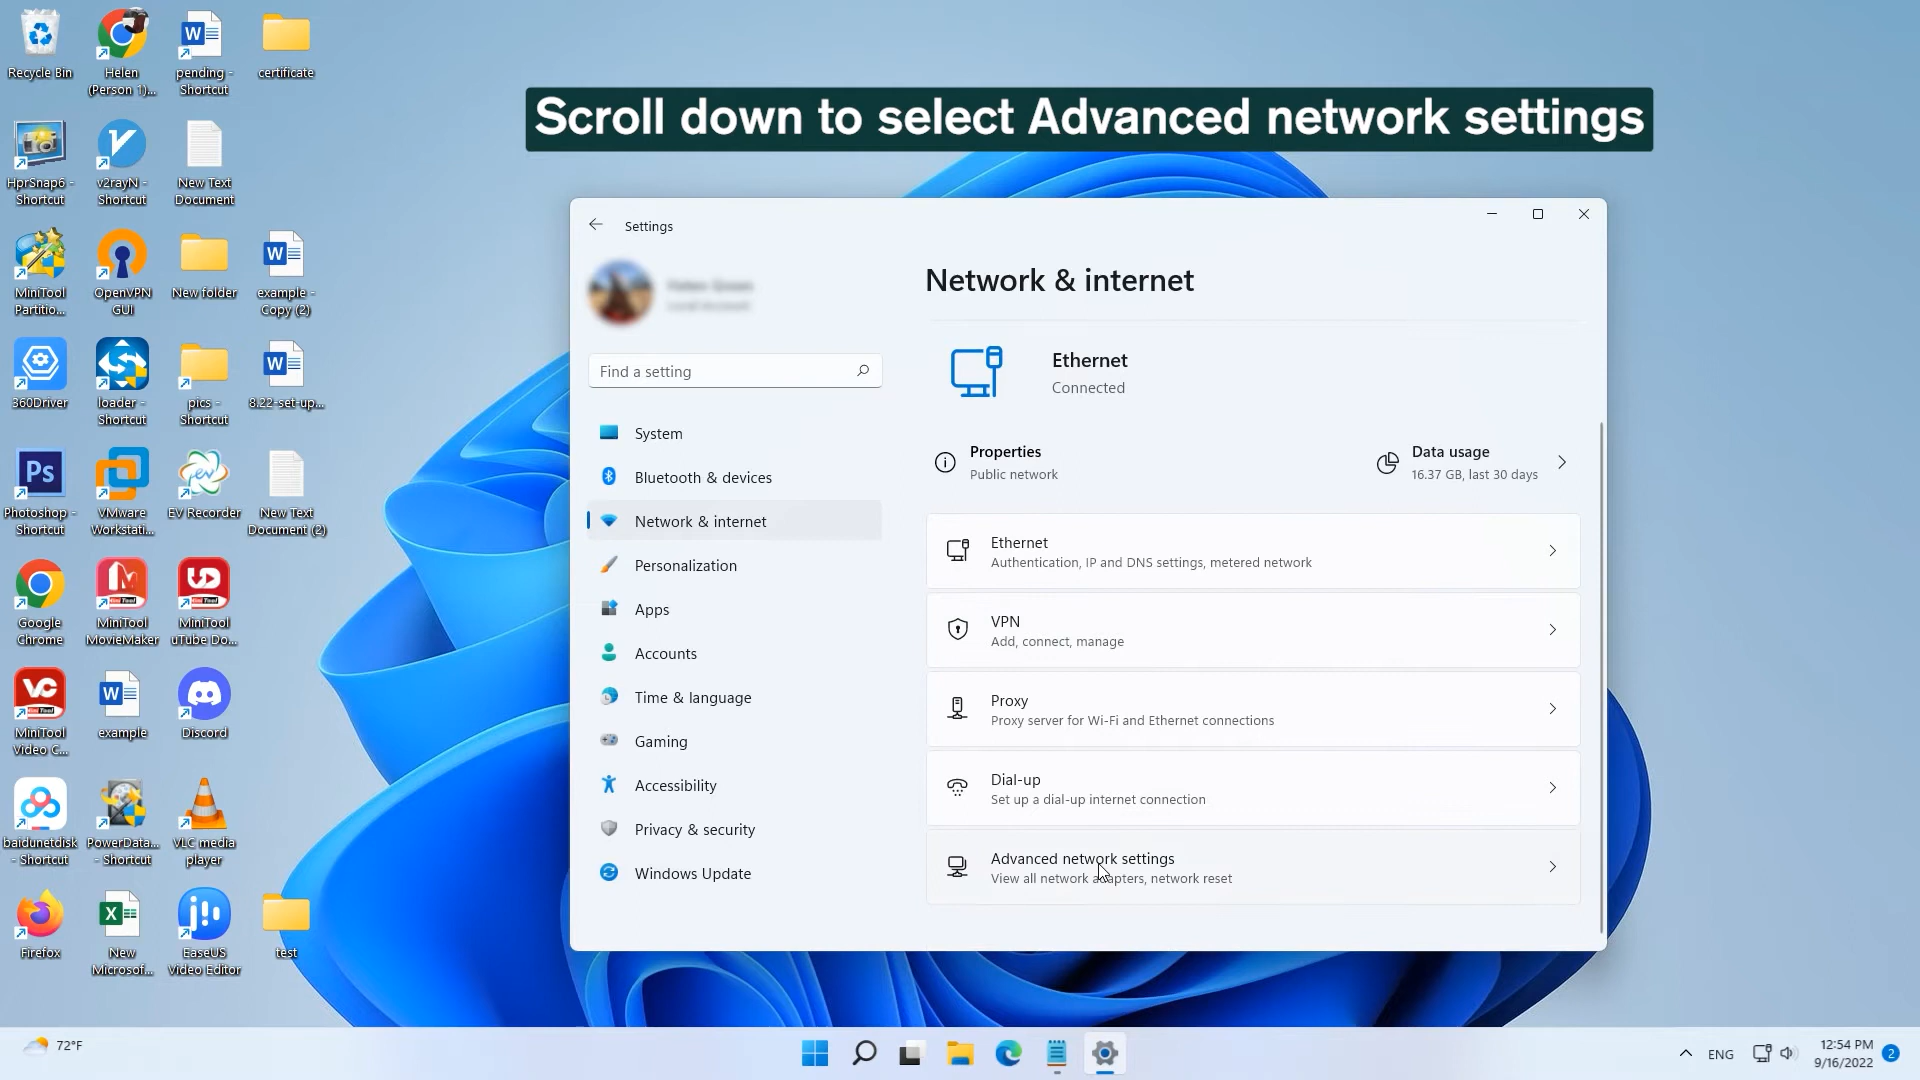 Recycle Bin
Helen
(Person 1)...
pending -
Shortcut
certificate
HprSnap6 -
Shortcut
v2rayN -
Shortcut
New Text
Document
MiniTool
Partitio...
OpenVPN
GUI
New folder
example -
Copy (2)
360Driver
loader -
Shortcut
pics -
Shortcut
8.22-set-up...
Photoshop -
Shortcut
VMware
Workstati...
EV Recorder
New Text
Document (2)
Google
Chrome
MiniTool
MovieMaker
MiniTool
uTube Do...
MiniTool
Video C...
example
Discord
baidunetdisk
- Shortcut
PowerData...
- Shortcut
VLC media
player
Firefox
New
Microsof...
EaseUS
Video Editor
test
Scroll down to select Advanced network settings
Settings
Find a setting
System
Bluetooth & devices
Network & internet
Personalization
Apps
Accounts
Time & language
Gaming
Accessibility
Privacy & security
Windows Update
Network & internet
Ethernet
Connected
Properties
Public network
Data usage
16.37 GB, last 30 days
Ethernet
Authentication, IP and DNS settings, metered network
VPN
Add, connect, manage
Proxy
Proxy server for Wi-Fi and Ethernet connections
Dial-up
Set up a dial-up internet connection
Advanced network settings
View all network adapters, network reset
72°F
ENG
12:54 PM
9/16/2022
2